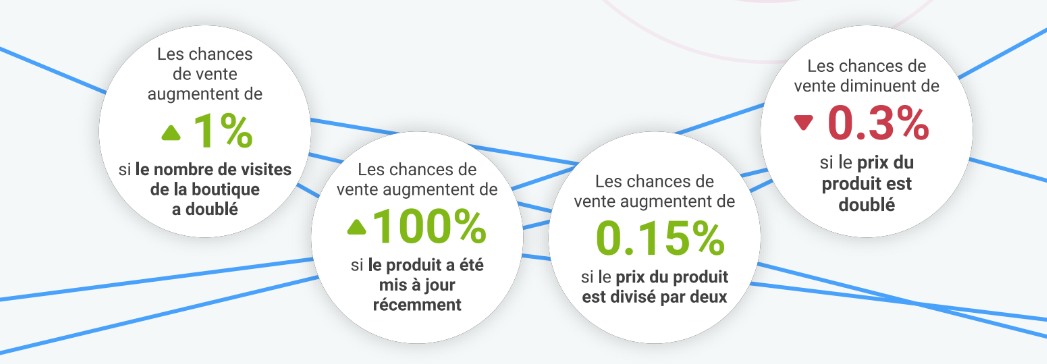 Les chances
de vente
augmentent de
1%
si le nombre de visites
de la boutique
a doublé
Les chances de
vente augmentent de
100%
si le produit a été
mis à jour
récemment
Les chances de
vente augmentent de
0.15%
si le prix du produit
est divisé par deux
Les chances de
vente diminuent de
0.3%
si le prix du
produit est
doublé